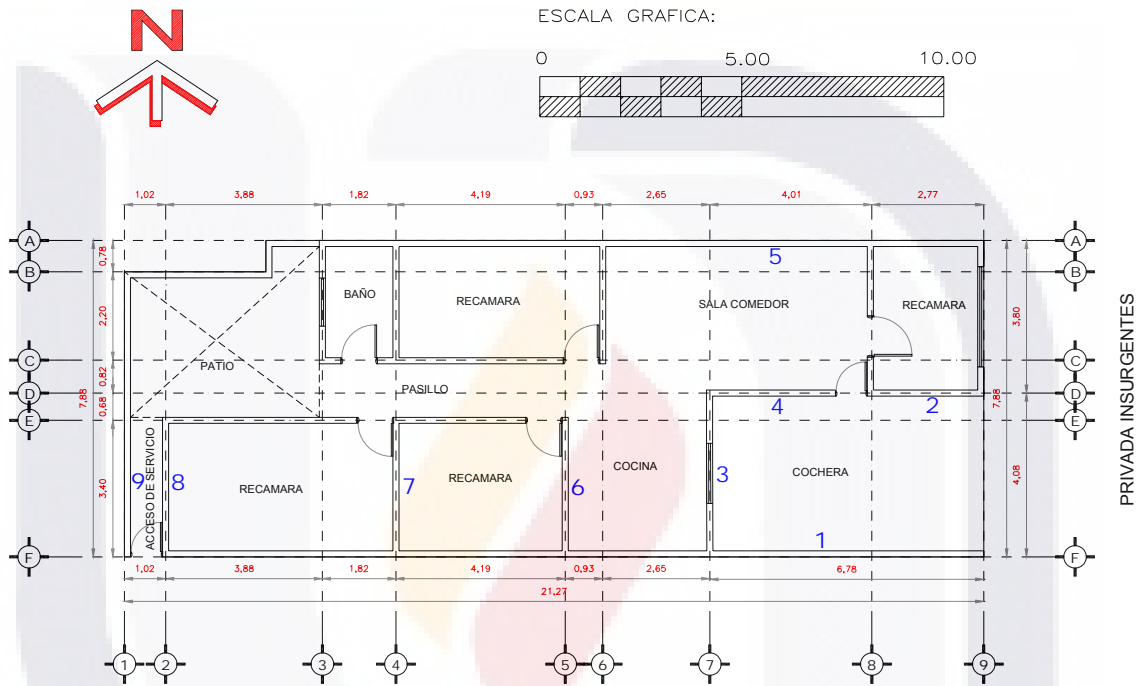 N
ESCALA GRAFICA:
0 5.00 10.00
1,02 3,88 1,82 4,19 0,93 2,65 4,01 2,77
A A
0,78
B 5 B
BAÑO RECAMARA SALA COMEDOR RECAMARA
2,20 3,80
PATIO
C C
7,88 0,82 PASILLO 7,88
D D
0,68 4 2
E E
3,40 9 ACCESO DE SERVICIO 8 RECAMARA 7 RECAMARA 6 COCINA 3 COCHERA 4,08
1
F F
PRIVADA INSURGENTES
1,02 3,88 1,82 4,19 0,93 2,65 6,78
21,27
1 2 3 4 5 6 7 8 9